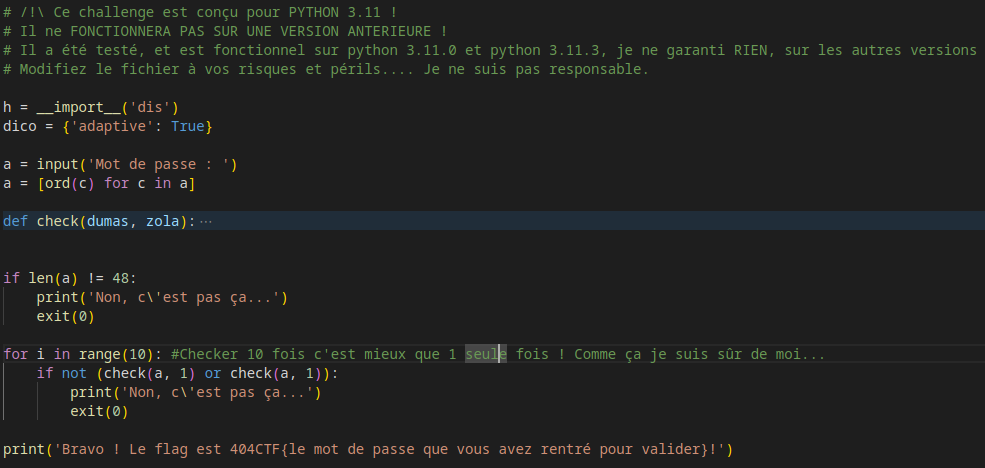 # /!\ Ce challenge est conçu pour PYTHON 3.11 !
# Il ne FONCTIONNERA PAS SUR UNE VERSION ANTERIEURE !
# Il a été testé, et est fonctionnel sur python 3.11.0 et python 3.11.3, je ne garanti RIEN, sur les autres versions
# Modifiez le fichier à vos risques et périls.... Je ne suis pas responsable.
h = __import__('dis')
dico = {'adaptive': True}
a = input('Mot de passe : ')
a = [ord(c) for c in a]
def check(dumas, zola): ···
if len(a) != 48:
    print('Non, c\'est pas ça...')
    exit(0)
for i in range(10): #Checker 10 fois c'est mieux que 1 seule fois ! Comme ça je suis sûr de moi...
    if not (check(a, 1) or check(a, 1)):
        print('Non, c\'est pas ça...')
        exit(0)
print('Bravo ! Le flag est 404CTF{le mot de passe que vous avez rentré pour valider}!')